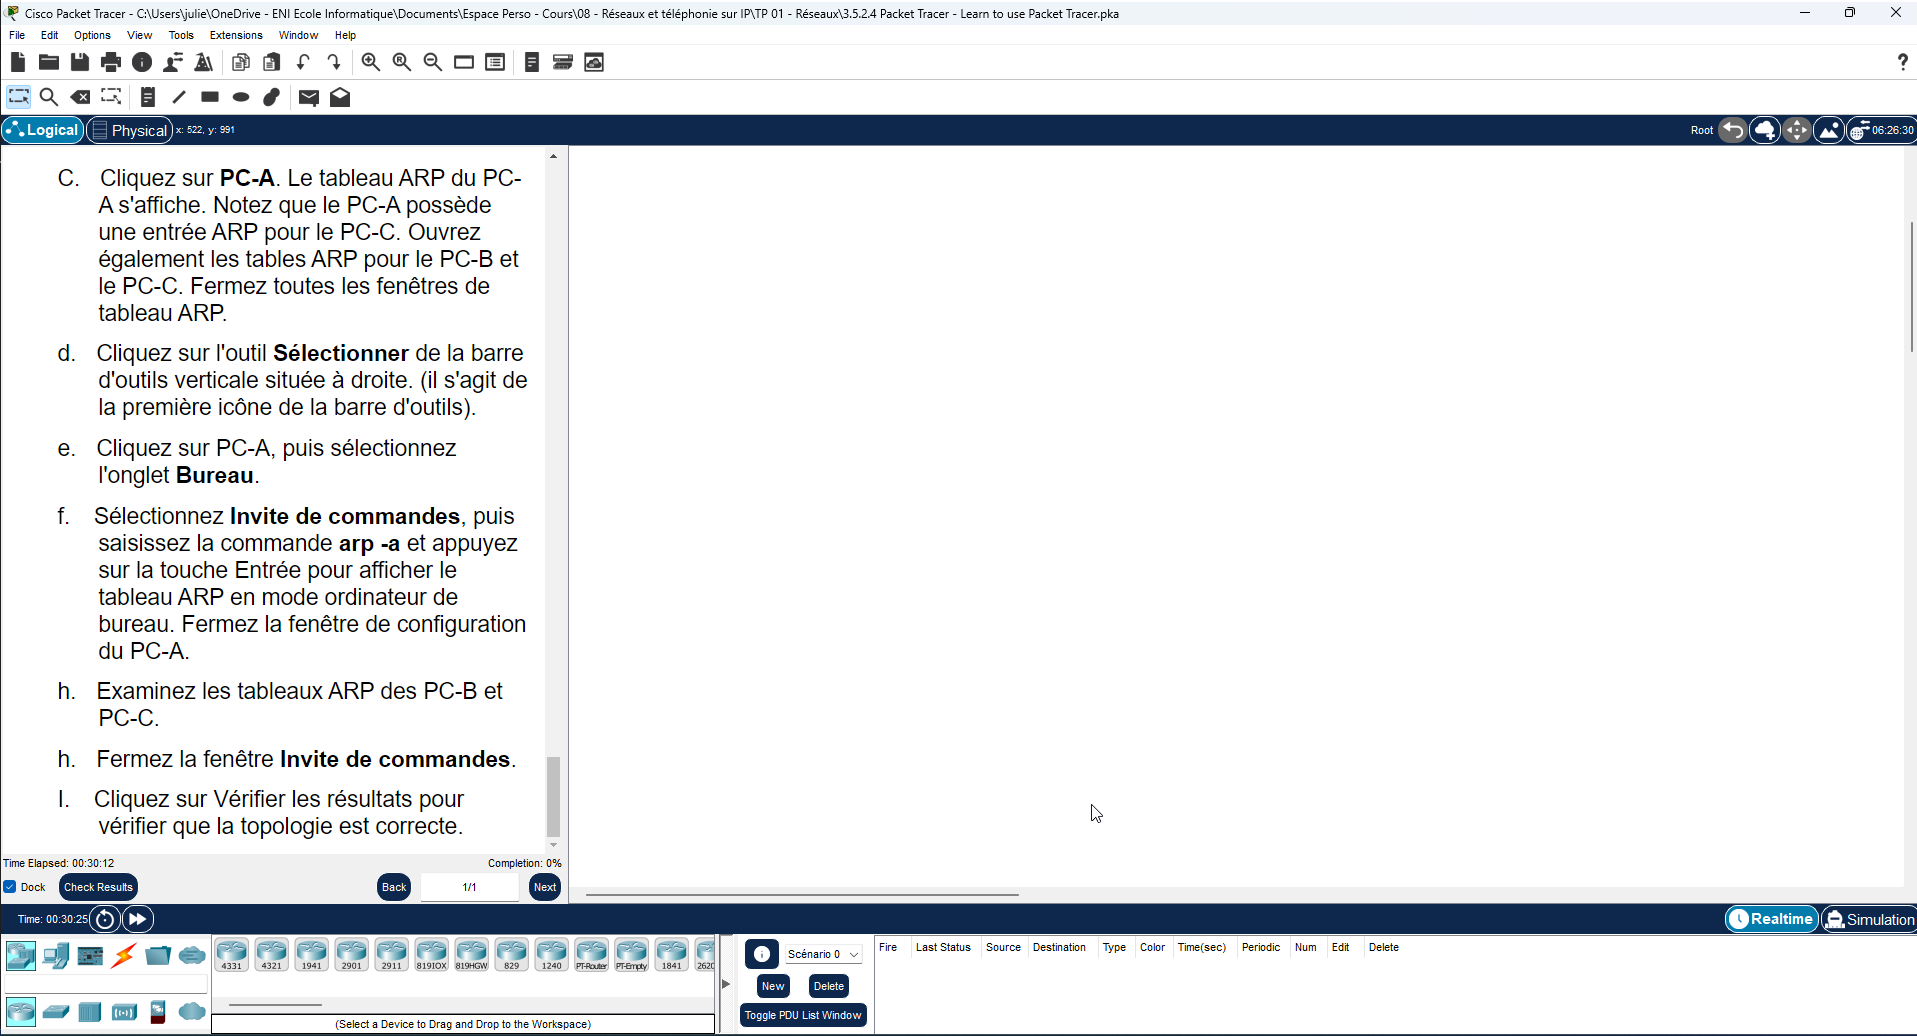 Cisco Packet Tracer - C:\Users\julie\OneDrive - ENI Ecole Informatique\Documents\Espace Perso - Cours\08 - Réseaux et téléphonie sur IP\TP 01 - Réseaux\3.5.2.4 Packet Tracer - Learn to use Packet Tracer.pka
File Edit Options View Tools Extensions Window Help
?
Logical Physical x: 522, y: 991 Root 06:26:30
C. Cliquez sur PC-A. Le tableau ARP du PC-
A s'affiche. Notez que le PC-A possède
une entrée ARP pour le PC-C. Ouvrez
également les tables ARP pour le PC-B et
le PC-C. Fermez toutes les fenêtres de
tableau ARP.
d. Cliquez sur l'outil Sélectionner de la barre
d'outils verticale située à droite. (il s'agit de
la première icône de la barre d'outils).
e. Cliquez sur PC-A, puis sélectionnez
l'onglet Bureau.
f. Sélectionnez Invite de commandes, puis
saisissez la commande arp -a et appuyez
sur la touche Entrée pour afficher le
tableau ARP en mode ordinateur de
bureau. Fermez la fenêtre de configuration
du PC-A.
h. Examinez les tableaux ARP des PC-B et
PC-C.
h. Fermez la fenêtre Invite de commandes.
I. Cliquez sur Vérifier les résultats pour
vérifier que la topologie est correcte.
Time Elapsed: 00:30:12 Completion: 0%
Dock Check Results Back 1/1 Next
Time: 00:30:25 Realtime Simulation
4331 4321 1941 2901 2911 819IOX 819HGW 829 1240 PT-Router PT-Empty 1841 2620
(Select a Device to Drag and Drop to the Workspace)
Scénario 0
New Delete
Toggle PDU List Window
Fire Last Status Source Destination Type Color Time(sec) Periodic Num Edit Delete